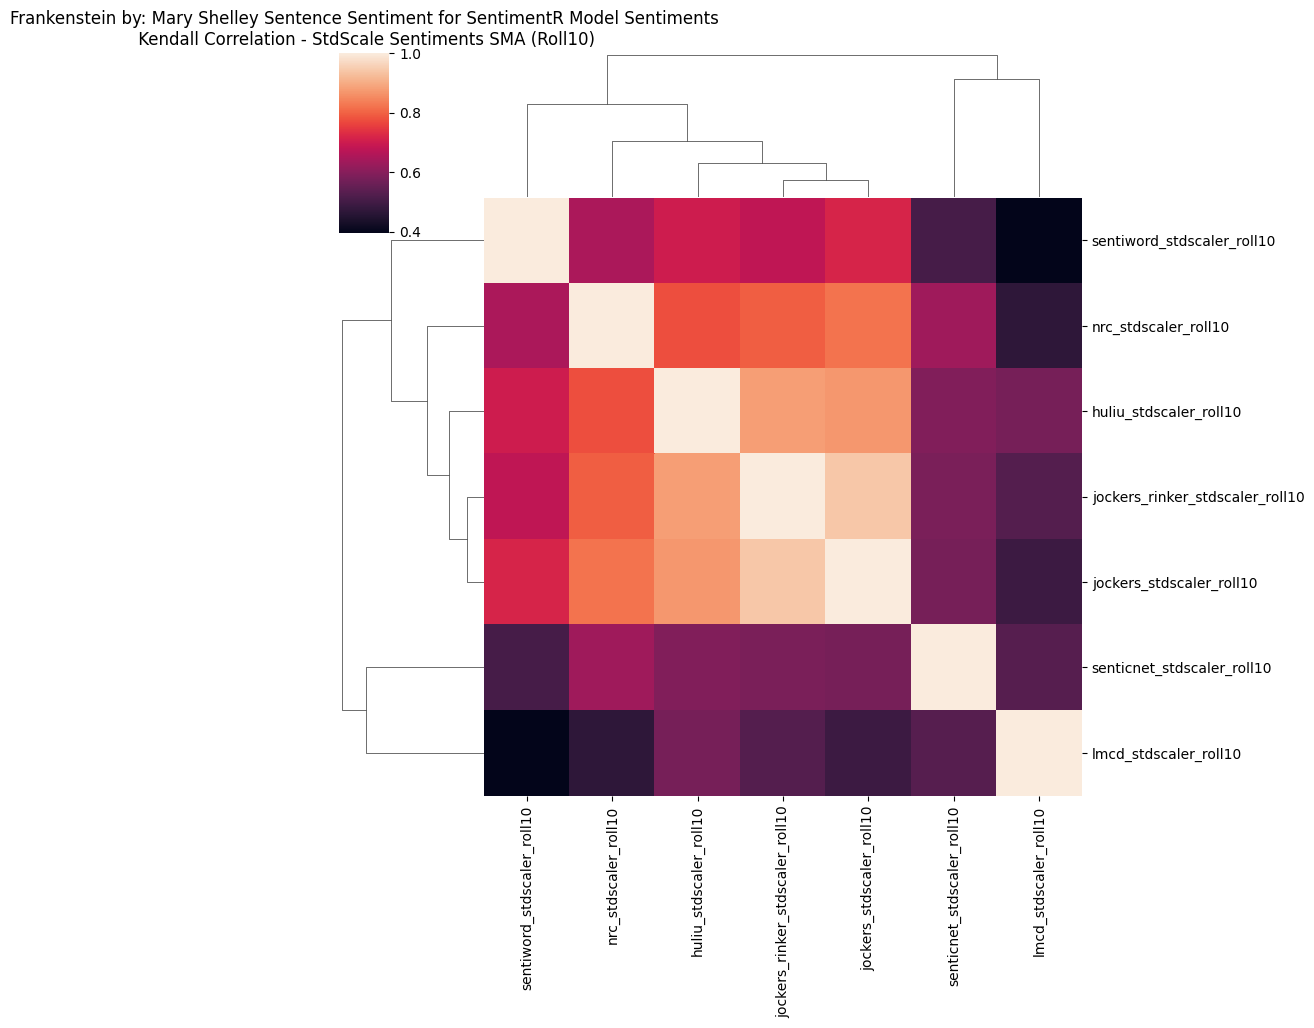 Frankenstein by: Mary Shelley Sentence Sentiment for SentimentR Model Sentiments
Kendall Correlation - StdScale Sentiments SMA (Roll10)
1.0
0.8
0.6
0.4
sentiword_stdscaler_roll10
nrc_stdscaler_roll10
huliu_stdscaler_roll10
jockers_rinker_stdscaler_roll10
jockers_stdscaler_roll10
senticnet_stdscaler_roll10
lmcd_stdscaler_roll10
sentiword_stdscaler_roll10
nrc_stdscaler_roll10
huliu_stdscaler_roll10
jockers_rinker_stdscaler_roll10
jockers_stdscaler_roll10
senticnet_stdscaler_roll10
lmcd_stdscaler_roll10